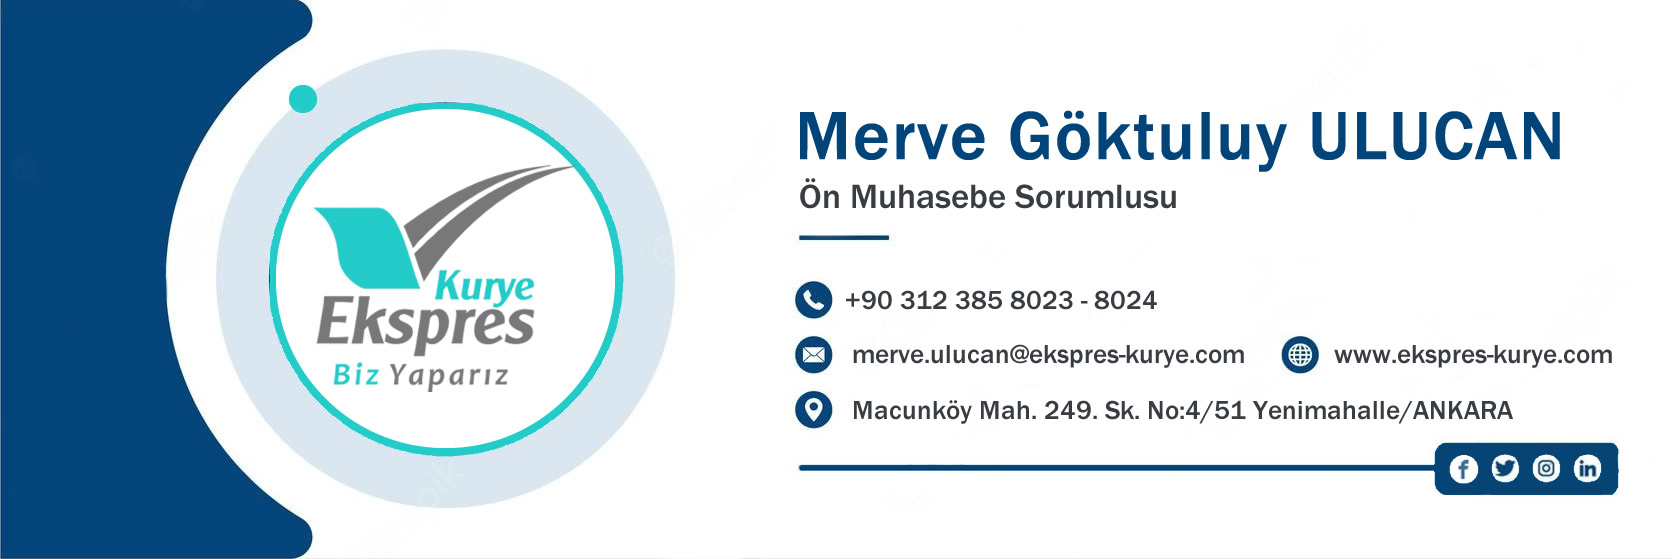 Kurye
Ekspres
Biz Yaparız
Merve Göktuluy ULUCAN
Ön Muhasebe Sorumlusu
+90 312 385 8023 - 8024
merve.ulucan@ekspres-kurye.com
www.ekspres-kurye.com
Macunköy Mah. 249. Sk. No:4/51 Yenimahalle/ANKARA